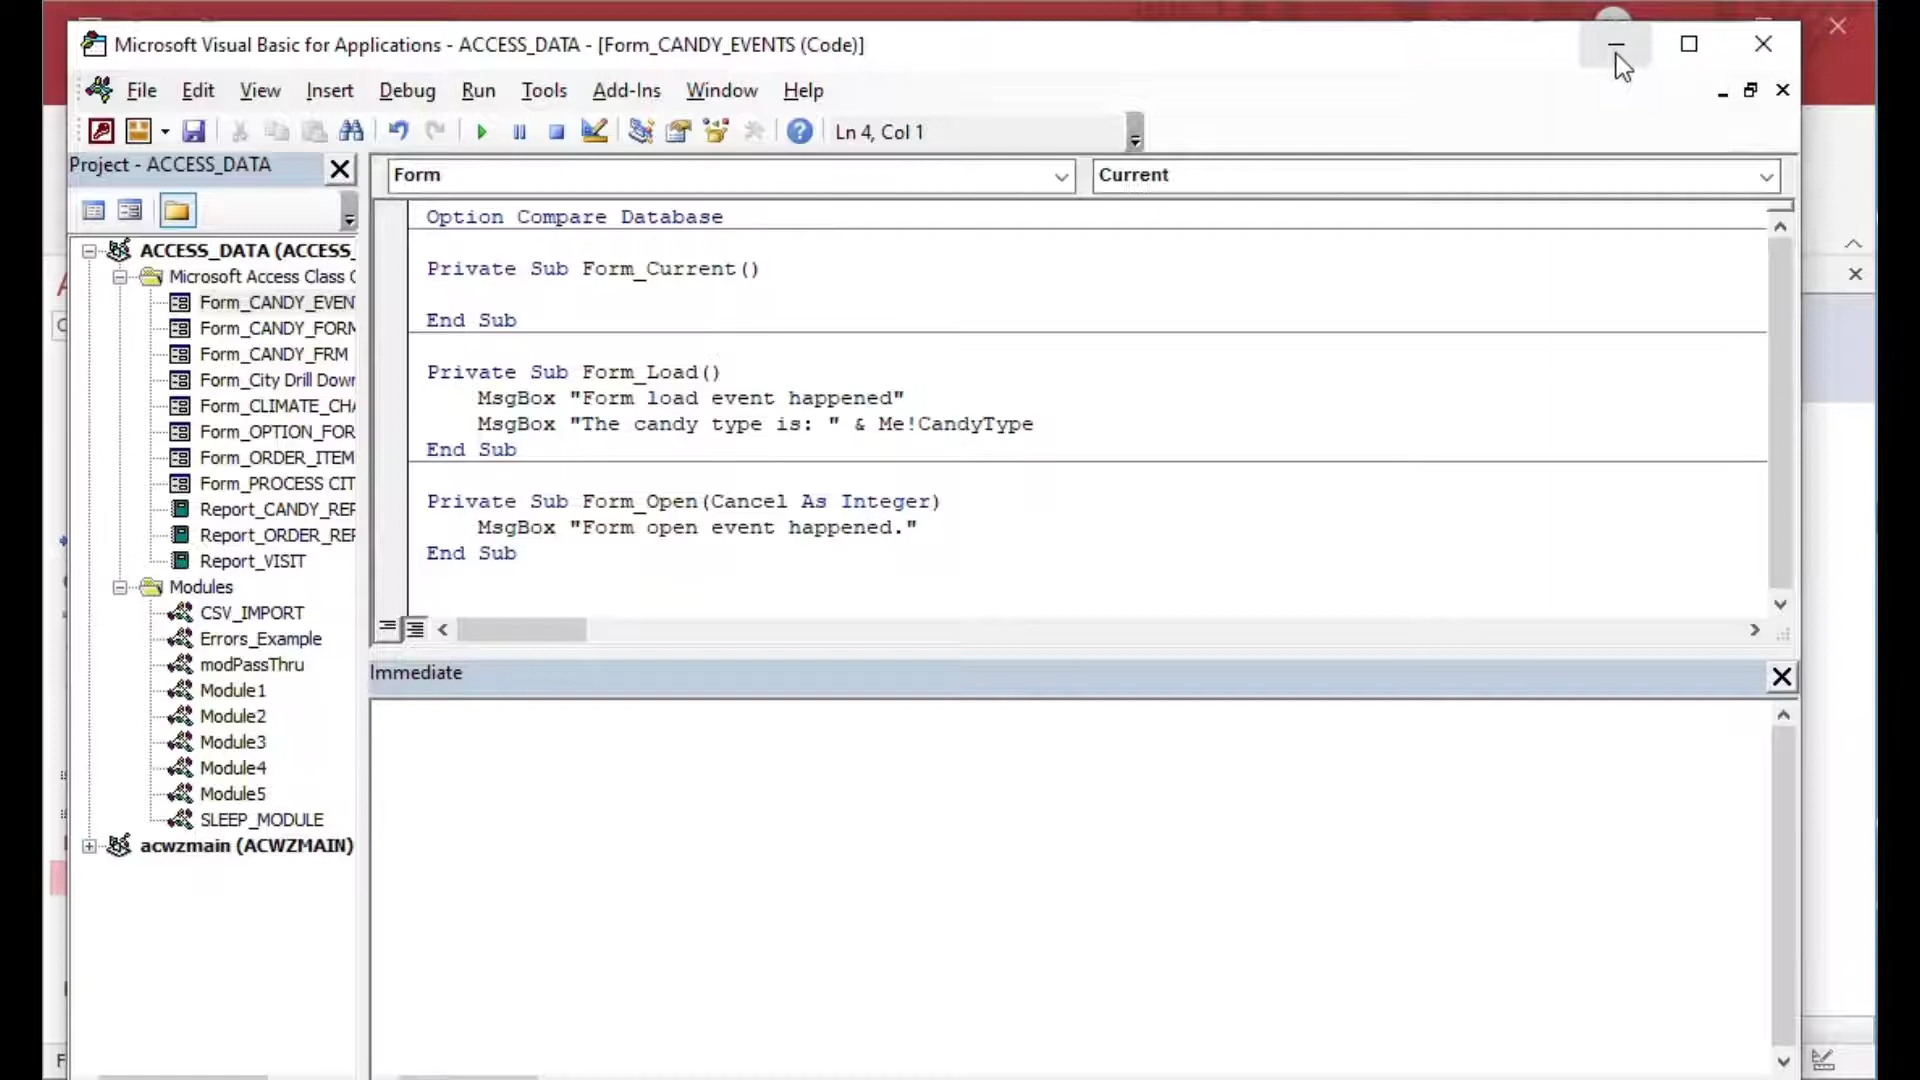 Microsoft Visual Basic for Applications - ACCESS_DATA - [Form_CANDY_EVENTS (Code)]
File Edit View Insert Debug Run Tools Add-Ins Window Help
Ln 4, Col 1
Project - ACCESS_DATA
Form Current
ACCESS_DATA (ACCESS_
Microsoft Access Class C
Form_CANDY_EVEN
Form_CANDY_FORM
Form_CANDY_FRM
Form_City Drill Down
Form_CLIMATE_CHA
Form_OPTION_FOR
Form_ORDER_ITEM
Form_PROCESS CIT
Report_CANDY_REP
Report_ORDER_REP
Report_VISIT
Modules
CSV_IMPORT
Errors_Example
modPassThru
Module1
Module2
Module3
Module4
Module5
SLEEP_MODULE
acwzmain (ACWZMAIN)
Option Compare Database
Private Sub Form_Current()
End Sub
Private Sub Form_Load()
MsgBox "Form load event happened"
MsgBox "The candy type is: " & Me!CandyType
End Sub
Private Sub Form_Open(Cancel As Integer)
MsgBox "Form open event happened."
End Sub
Immediate